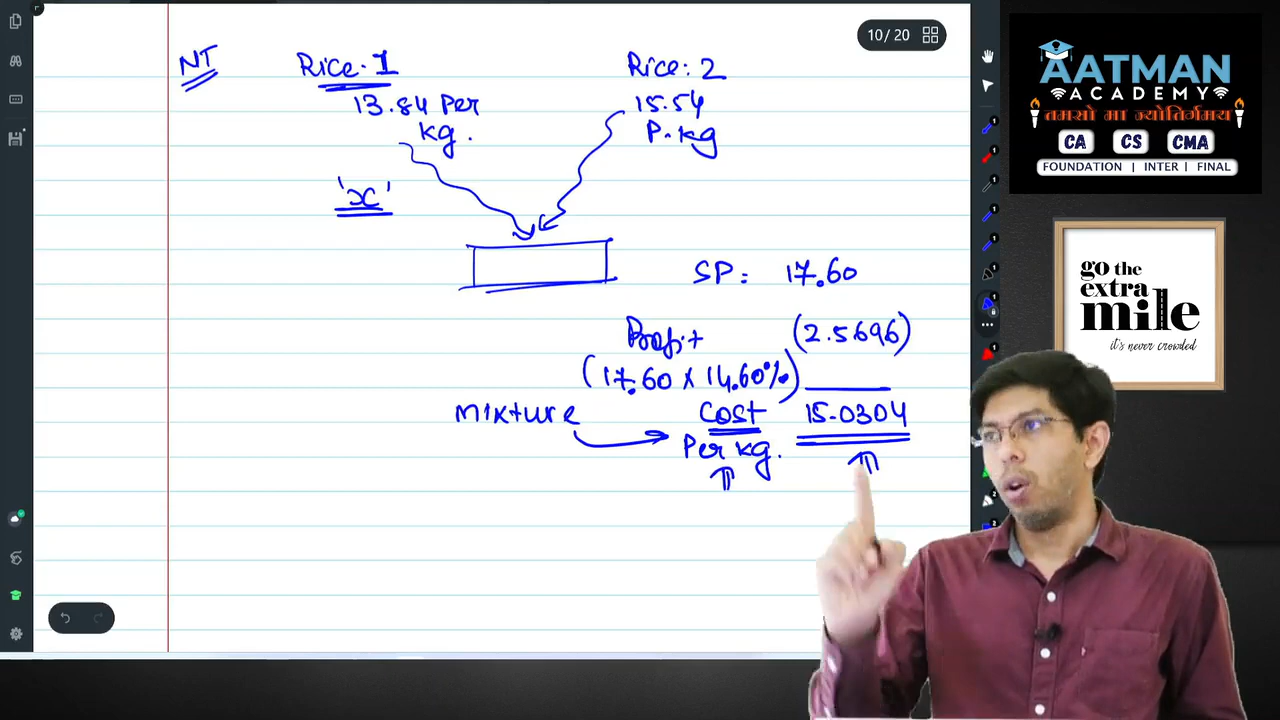 10/20
NT
Rice.1
Rice: 2
13.84 Per
kg.
15.54
P.kg
'x'
SP: 17.60
Profit (2.5696)
(17.60 x 14.60%)
mixture
Cost 15.0304
Per kg.
AATMAN
ACADEMY
तमसो मा ज्योतिर्गमय
CA CS CMA
FOUNDATION | INTER | FINAL
go the
extra
mile
it's never crowded